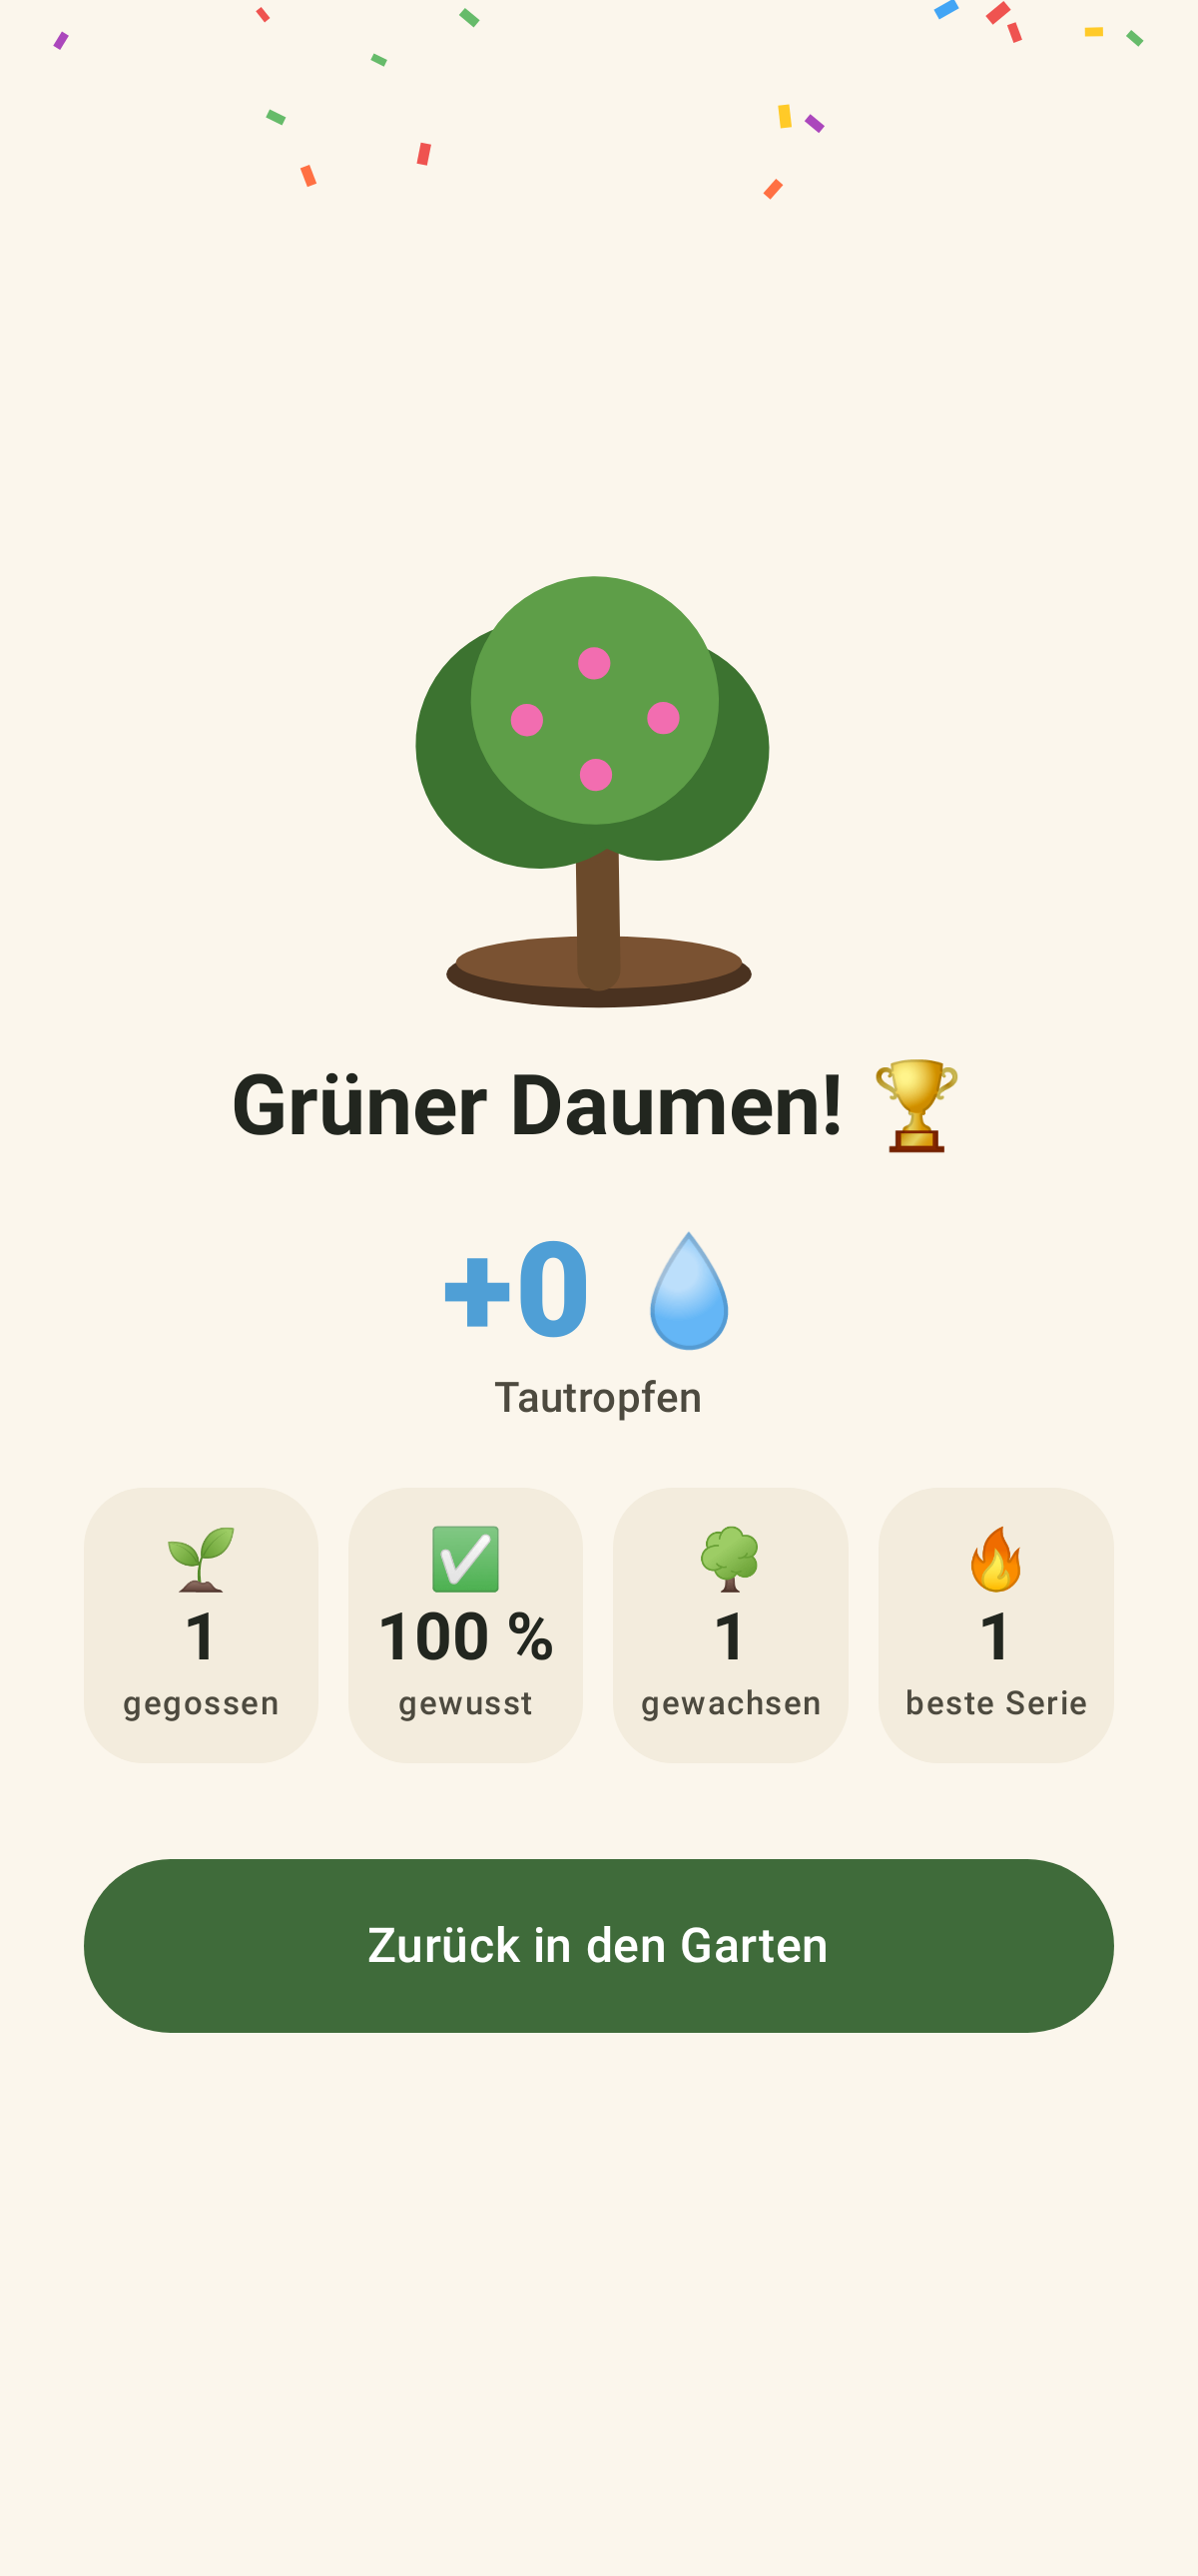 Grüner Daumen! 🏆
+0 💧
Tautropfen
1
gegossen
100 %
gewusst
1
gewachsen
1
beste Serie
Zurück in den Garten